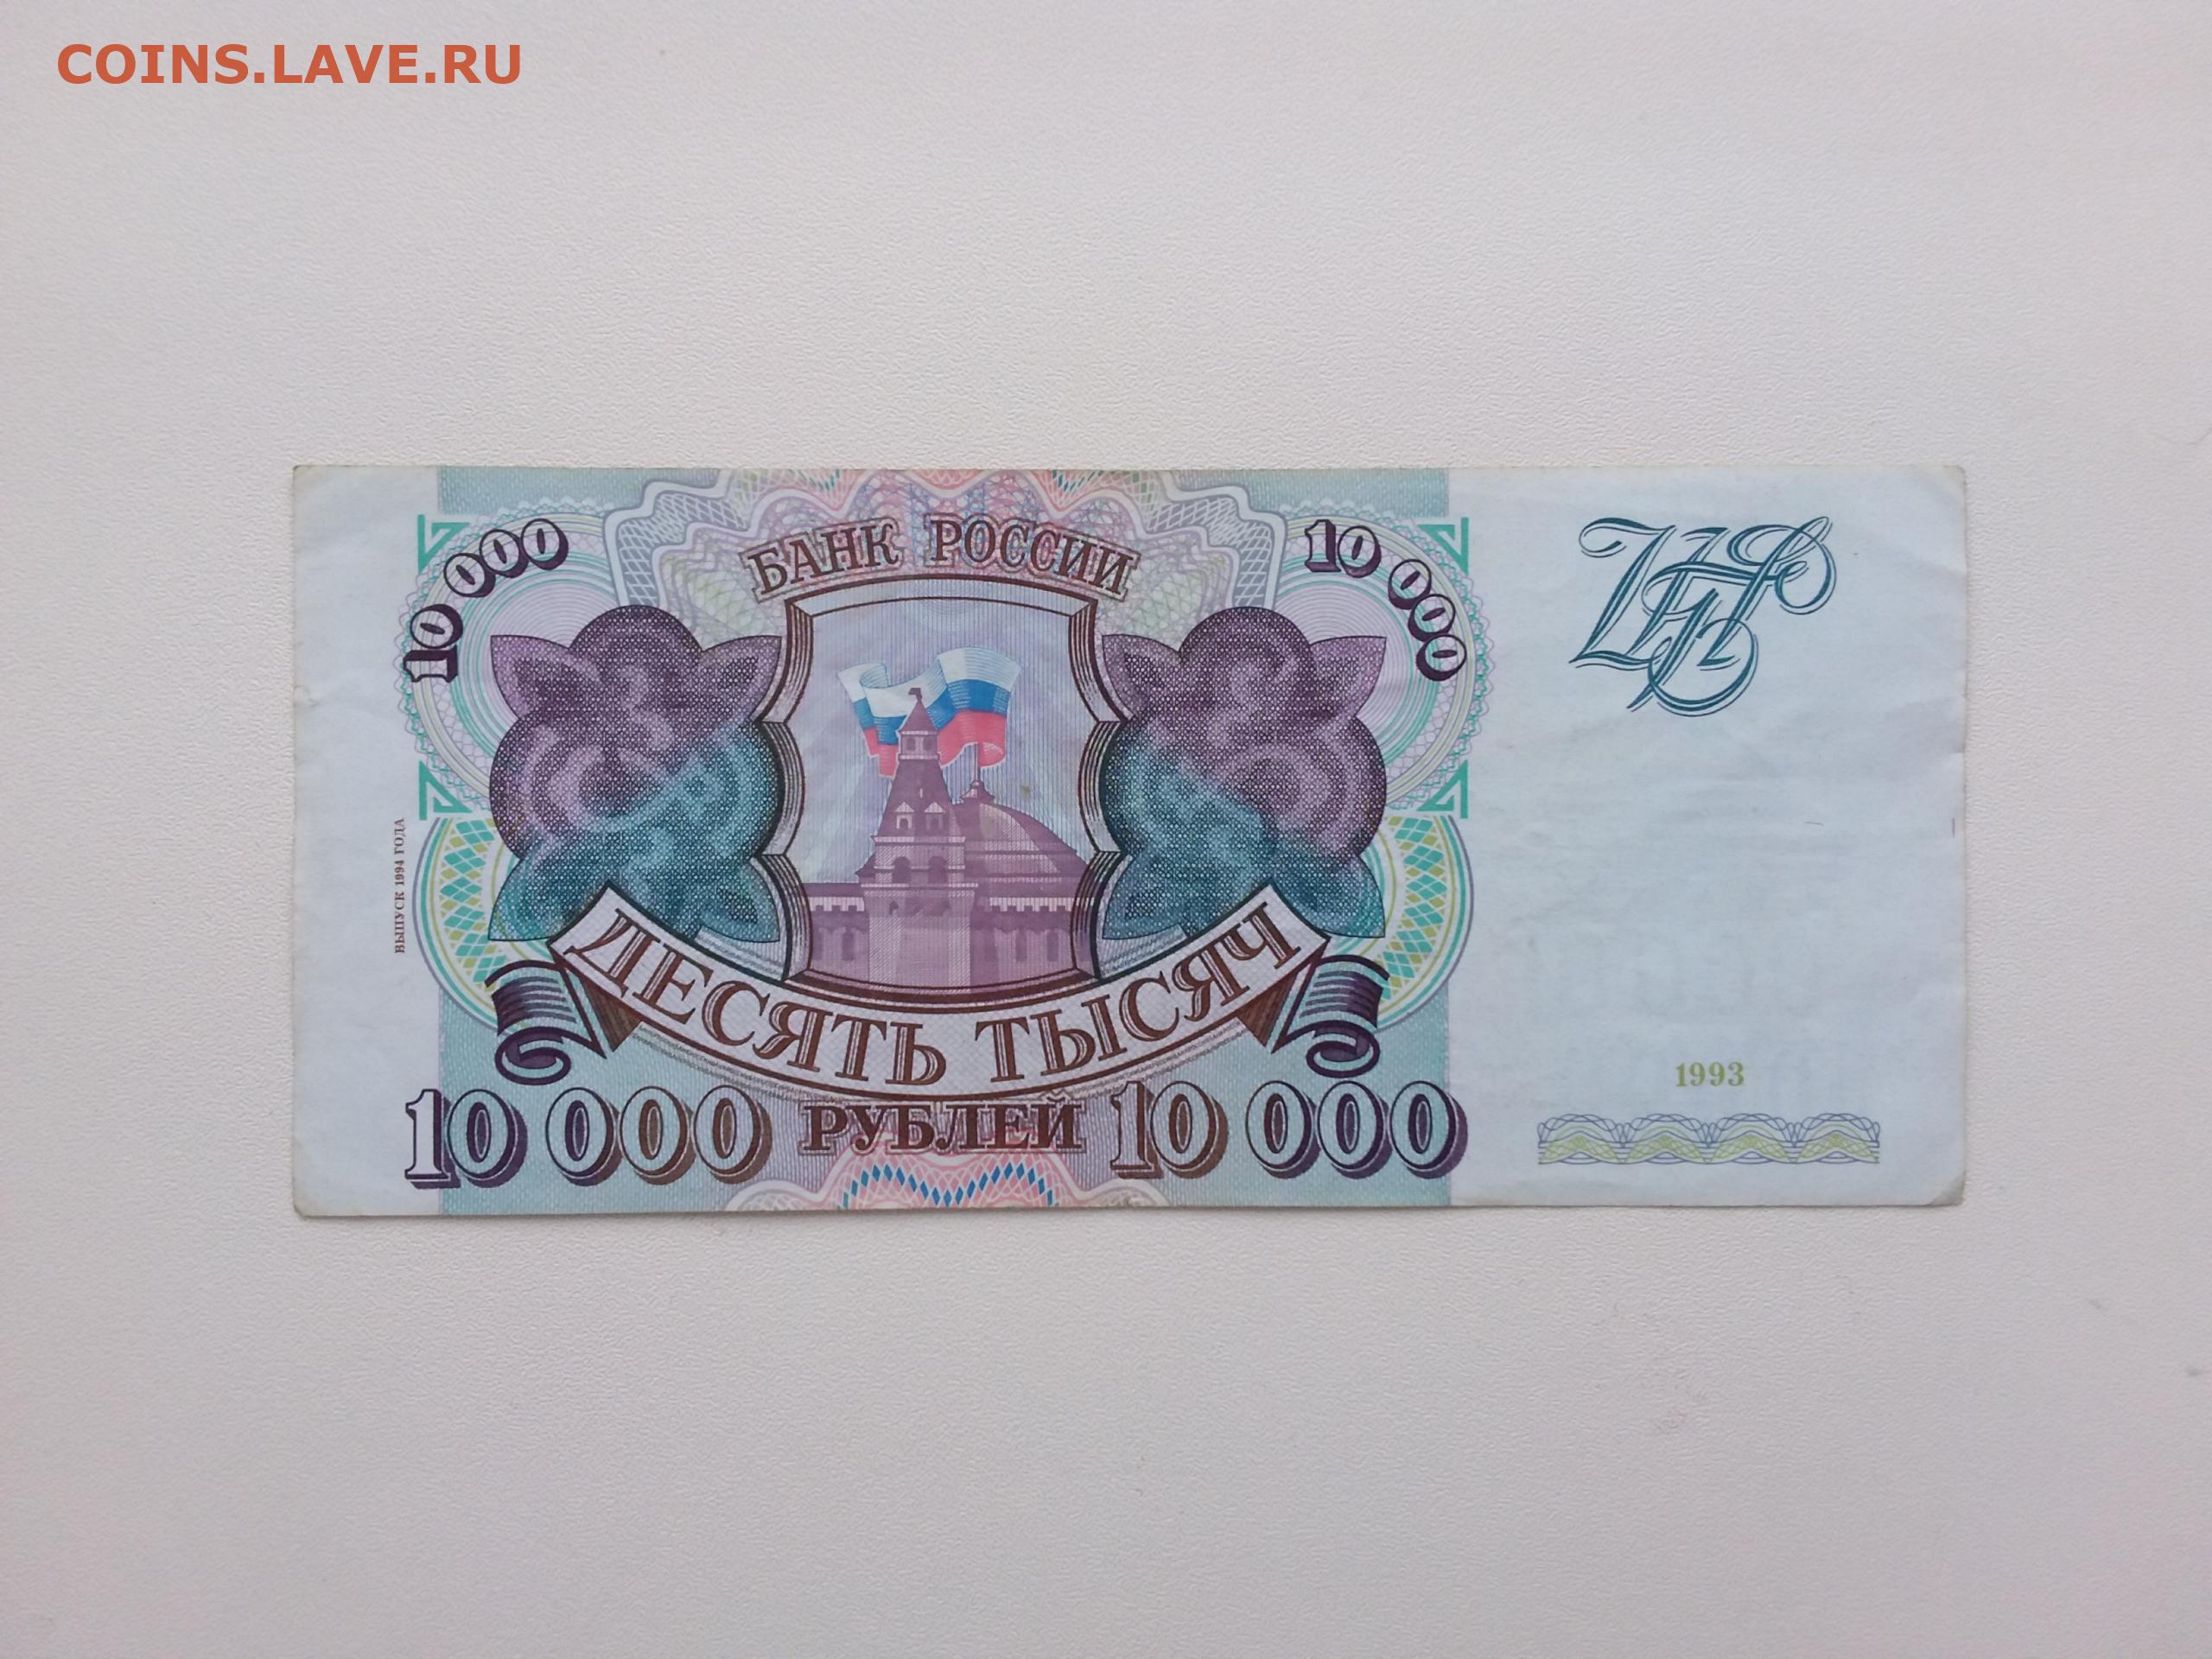 COINS.LAVE.RU
БАНК РОССИИ
10 000
10 000
ВЫПУСК 1994 ГОДА
ДЕСЯТЬ ТЫСЯЧ
10 000 РУБЛЕЙ 10 000
1993